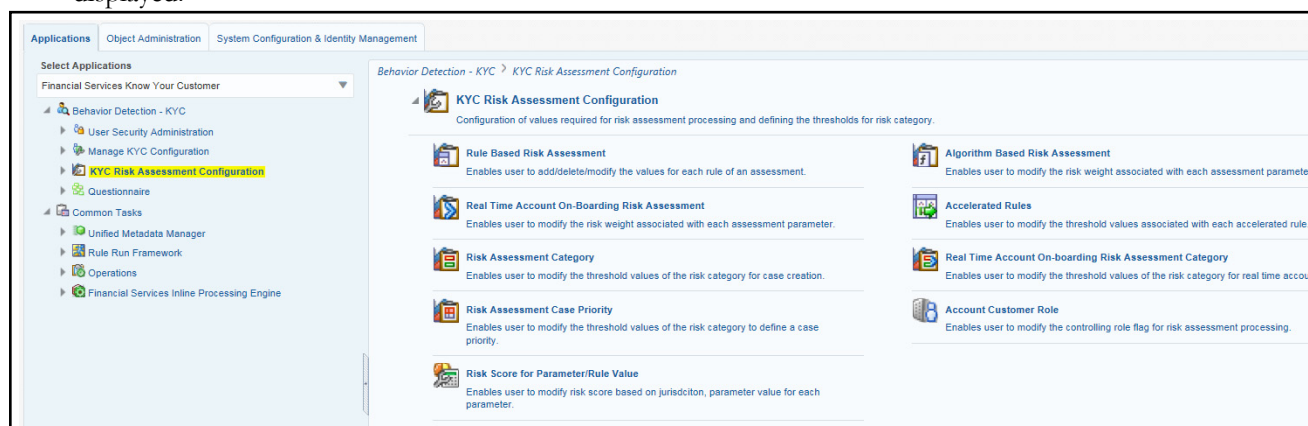 displayed.
Applications Object Administration System Configuration & Identity Management
Select Applications
Financial Services Know Your Customer
Behavior Detection - KYC
User Security Administration
Manage KYC Configuration
KYC Risk Assessment Configuration
Questionnaire
Common Tasks
Unified Metadata Manager
Rule Run Framework
Operations
Financial Services Inline Processing Engine
Behavior Detection - KYC > KYC Risk Assessment Configuration
KYC Risk Assessment Configuration
Configuration of values required for risk assessment processing and defining the thresholds for risk category.
Rule Based Risk Assessment
Enables user to add/delete/modify the values for each rule of an assessment.
Algorithm Based Risk Assessment
Enables user to modify the risk weight associated with each assessment paramete
Real Time Account On-Boarding Risk Assessment
Enables user to modify the risk weight associated with each assessment parameter.
Accelerated Rules
Enables user to modify the threshold values associated with each accelerated rule
Risk Assessment Category
Enables user to modify the threshold values of the risk category for case creation.
Real Time Account On-boarding Risk Assessment Category
Enables user to modify the threshold values of the risk category for real time accou
Risk Assessment Case Priority
Enables user to modify the threshold values of the risk category to define a case
priority.
Account Customer Role
Enables user to modify the controlling role flag for risk assessment processing.
Risk Score for Parameter/Rule Value
Enables user to modify risk score based on jurisdciton, parameter value for each
parameter.